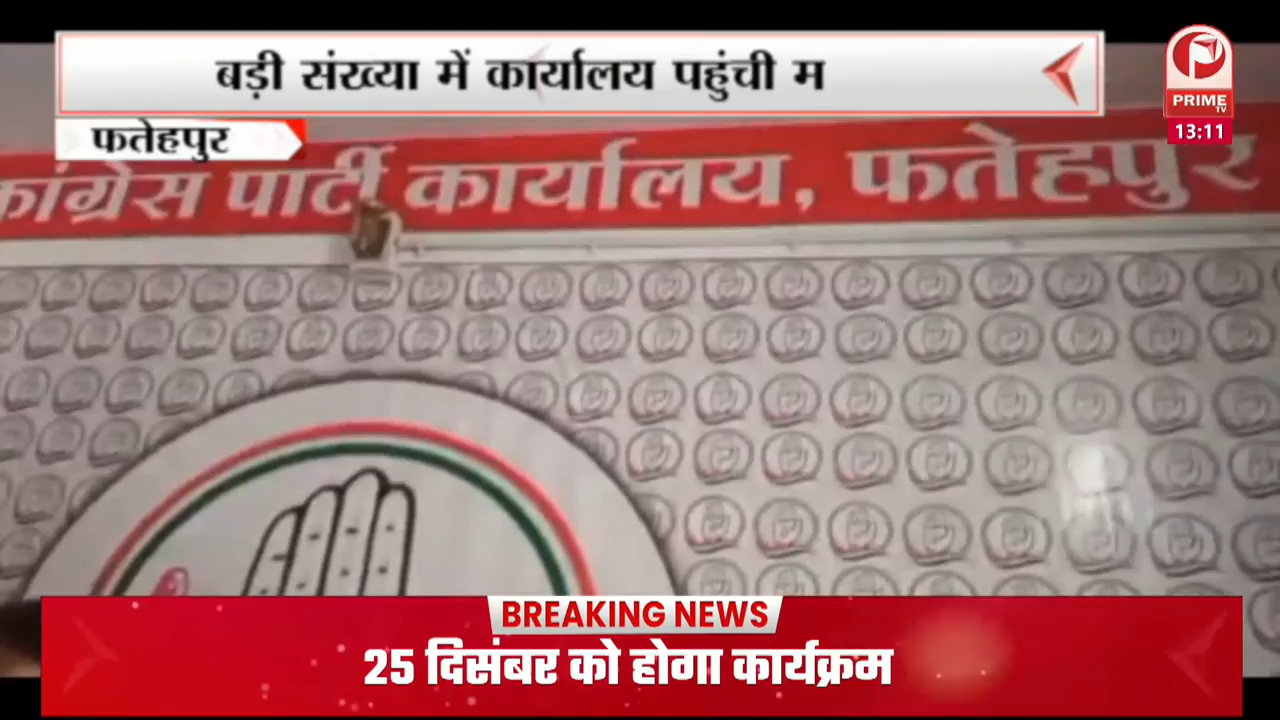 बड़ी संख्या में कार्यालय पहुंची म
PRIME
TV
13:11
फतेहपुर
कांग्रेस पार्टी कार्यालय, फतेहपुर
BREAKING NEWS
25 दिसंबर को होगा कार्यक्रम